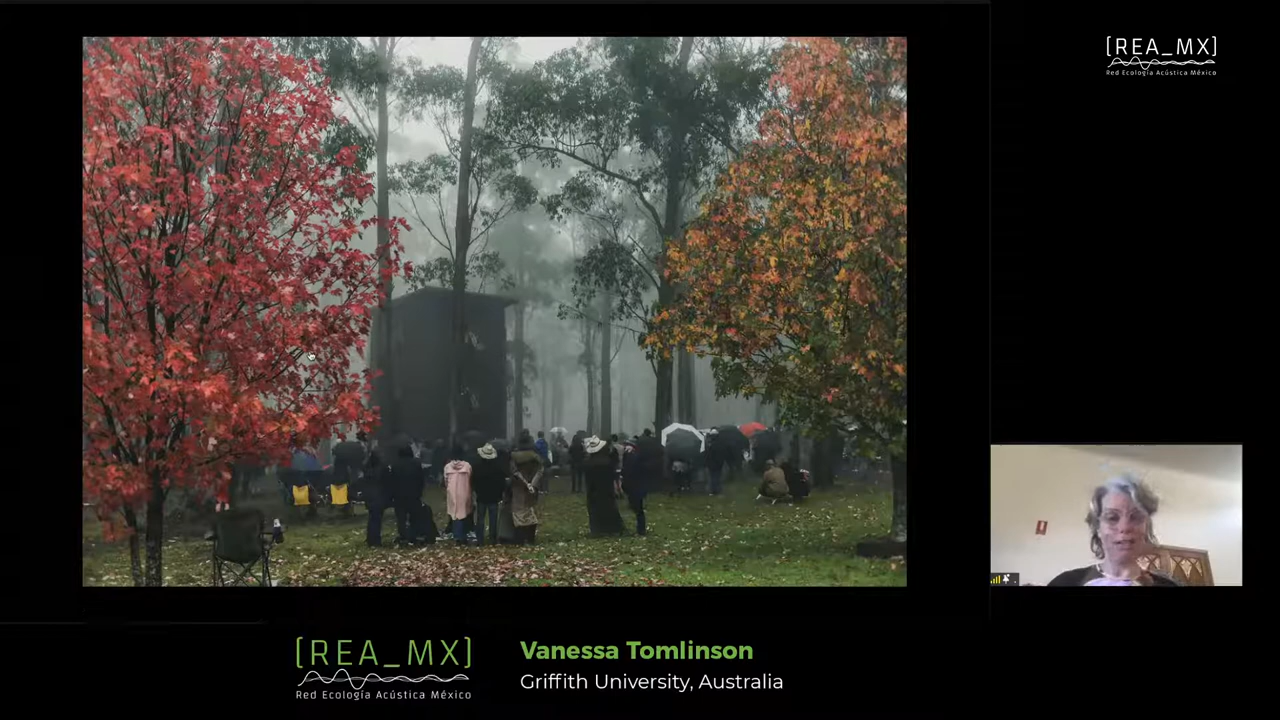 [REA_MX]
Red Ecología Acústica México
[REA_MX]
Red Ecología Acústica México
Vanessa Tomlinson
Griffith University, Australia